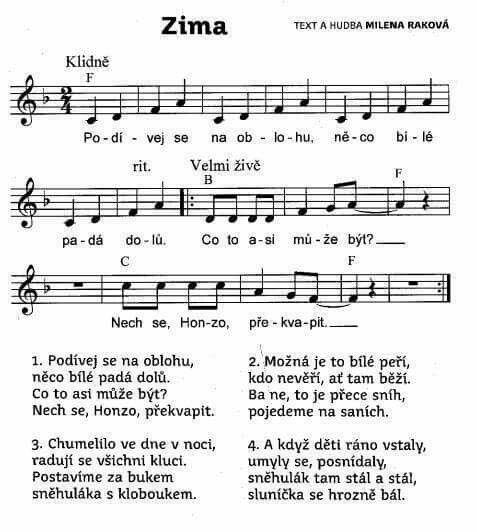 Zima
TEXT A HUDBA MILENA RAKOVÁ
Klidně
F
2
4
Po-dí - vej se na ob - lo-hu, ně-co bí - lé
rit. Velmi živě
B F
pa-dá do-lů. Co to a-si mů-že být?
C F
Nech se, Hon-zo, pře-kva-pit.
1. Podívej se na oblohu,
něco bílé padá dolů.
Co to asi může být?
Nech se, Honzo, překvapit.
2. Možná je to bílé peří,
kdo nevěří, ať tam běží.
Ba ne, to je přece sníh,
pojedeme na saních.
3. Chumelilo ve dne v noci,
radují se všichni kluci.
Postavíme za bukem
sněhuláka s kloboukem.
4. A když děti ráno vstaly,
umyly se, posnídaly,
sněhulák tam stál a stál,
sluníčka se hrozně bál.